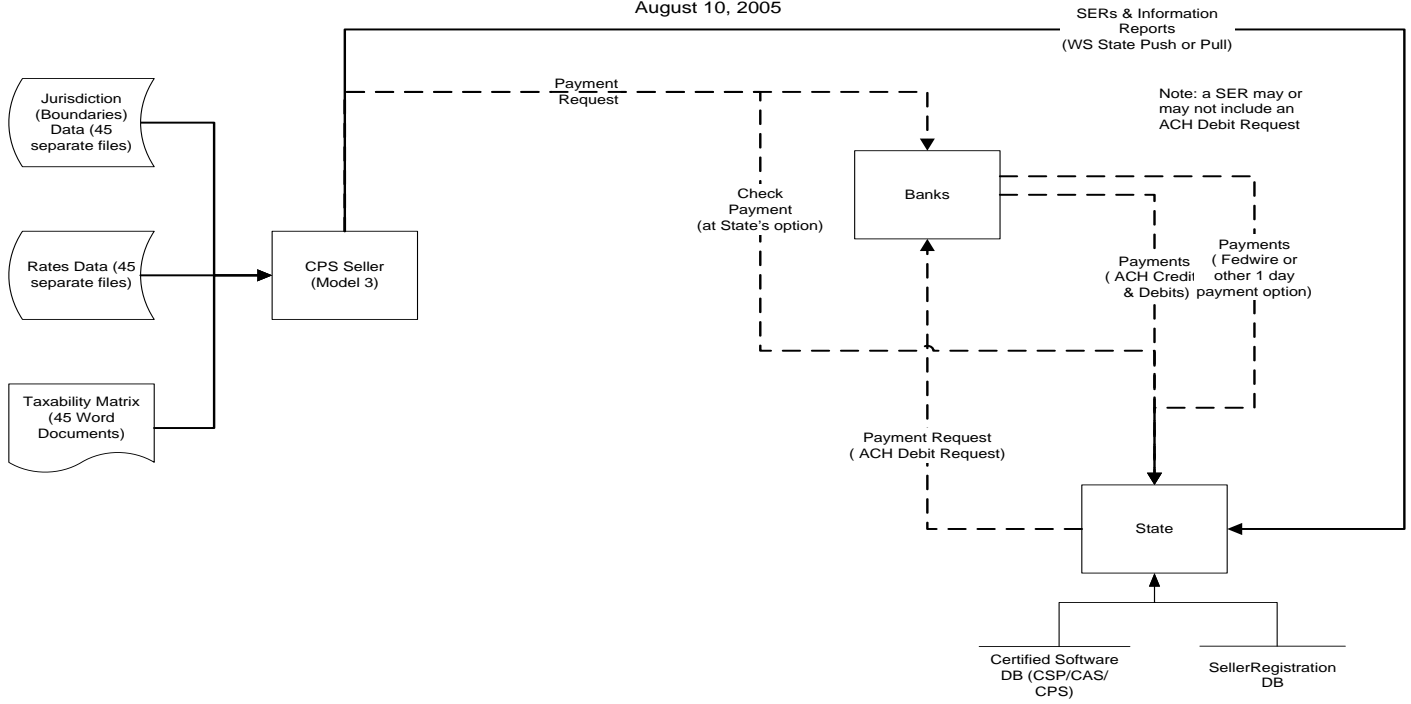 August 10, 2005
SERs & Information
Reports
(WS State Push or Pull)
Payment
Request
Note: a SER may or
may not include an
ACH Debit Request
Jurisdiction
(Boundaries)
Data (45
separate files)
Check
Payment
(at State's option)
Banks
Rates Data (45
separate files)
CPS Seller
(Model 3)
Payments
( ACH Credit
& Debits)
Payments
( Fedwire or
other 1 day
payment option)
Taxability Matrix
(45 Word
Documents)
Payment Request
( ACH Debit Request)
State
Certified Software
DB (CSP/CAS/
CPS)
SellerRegistration
DB